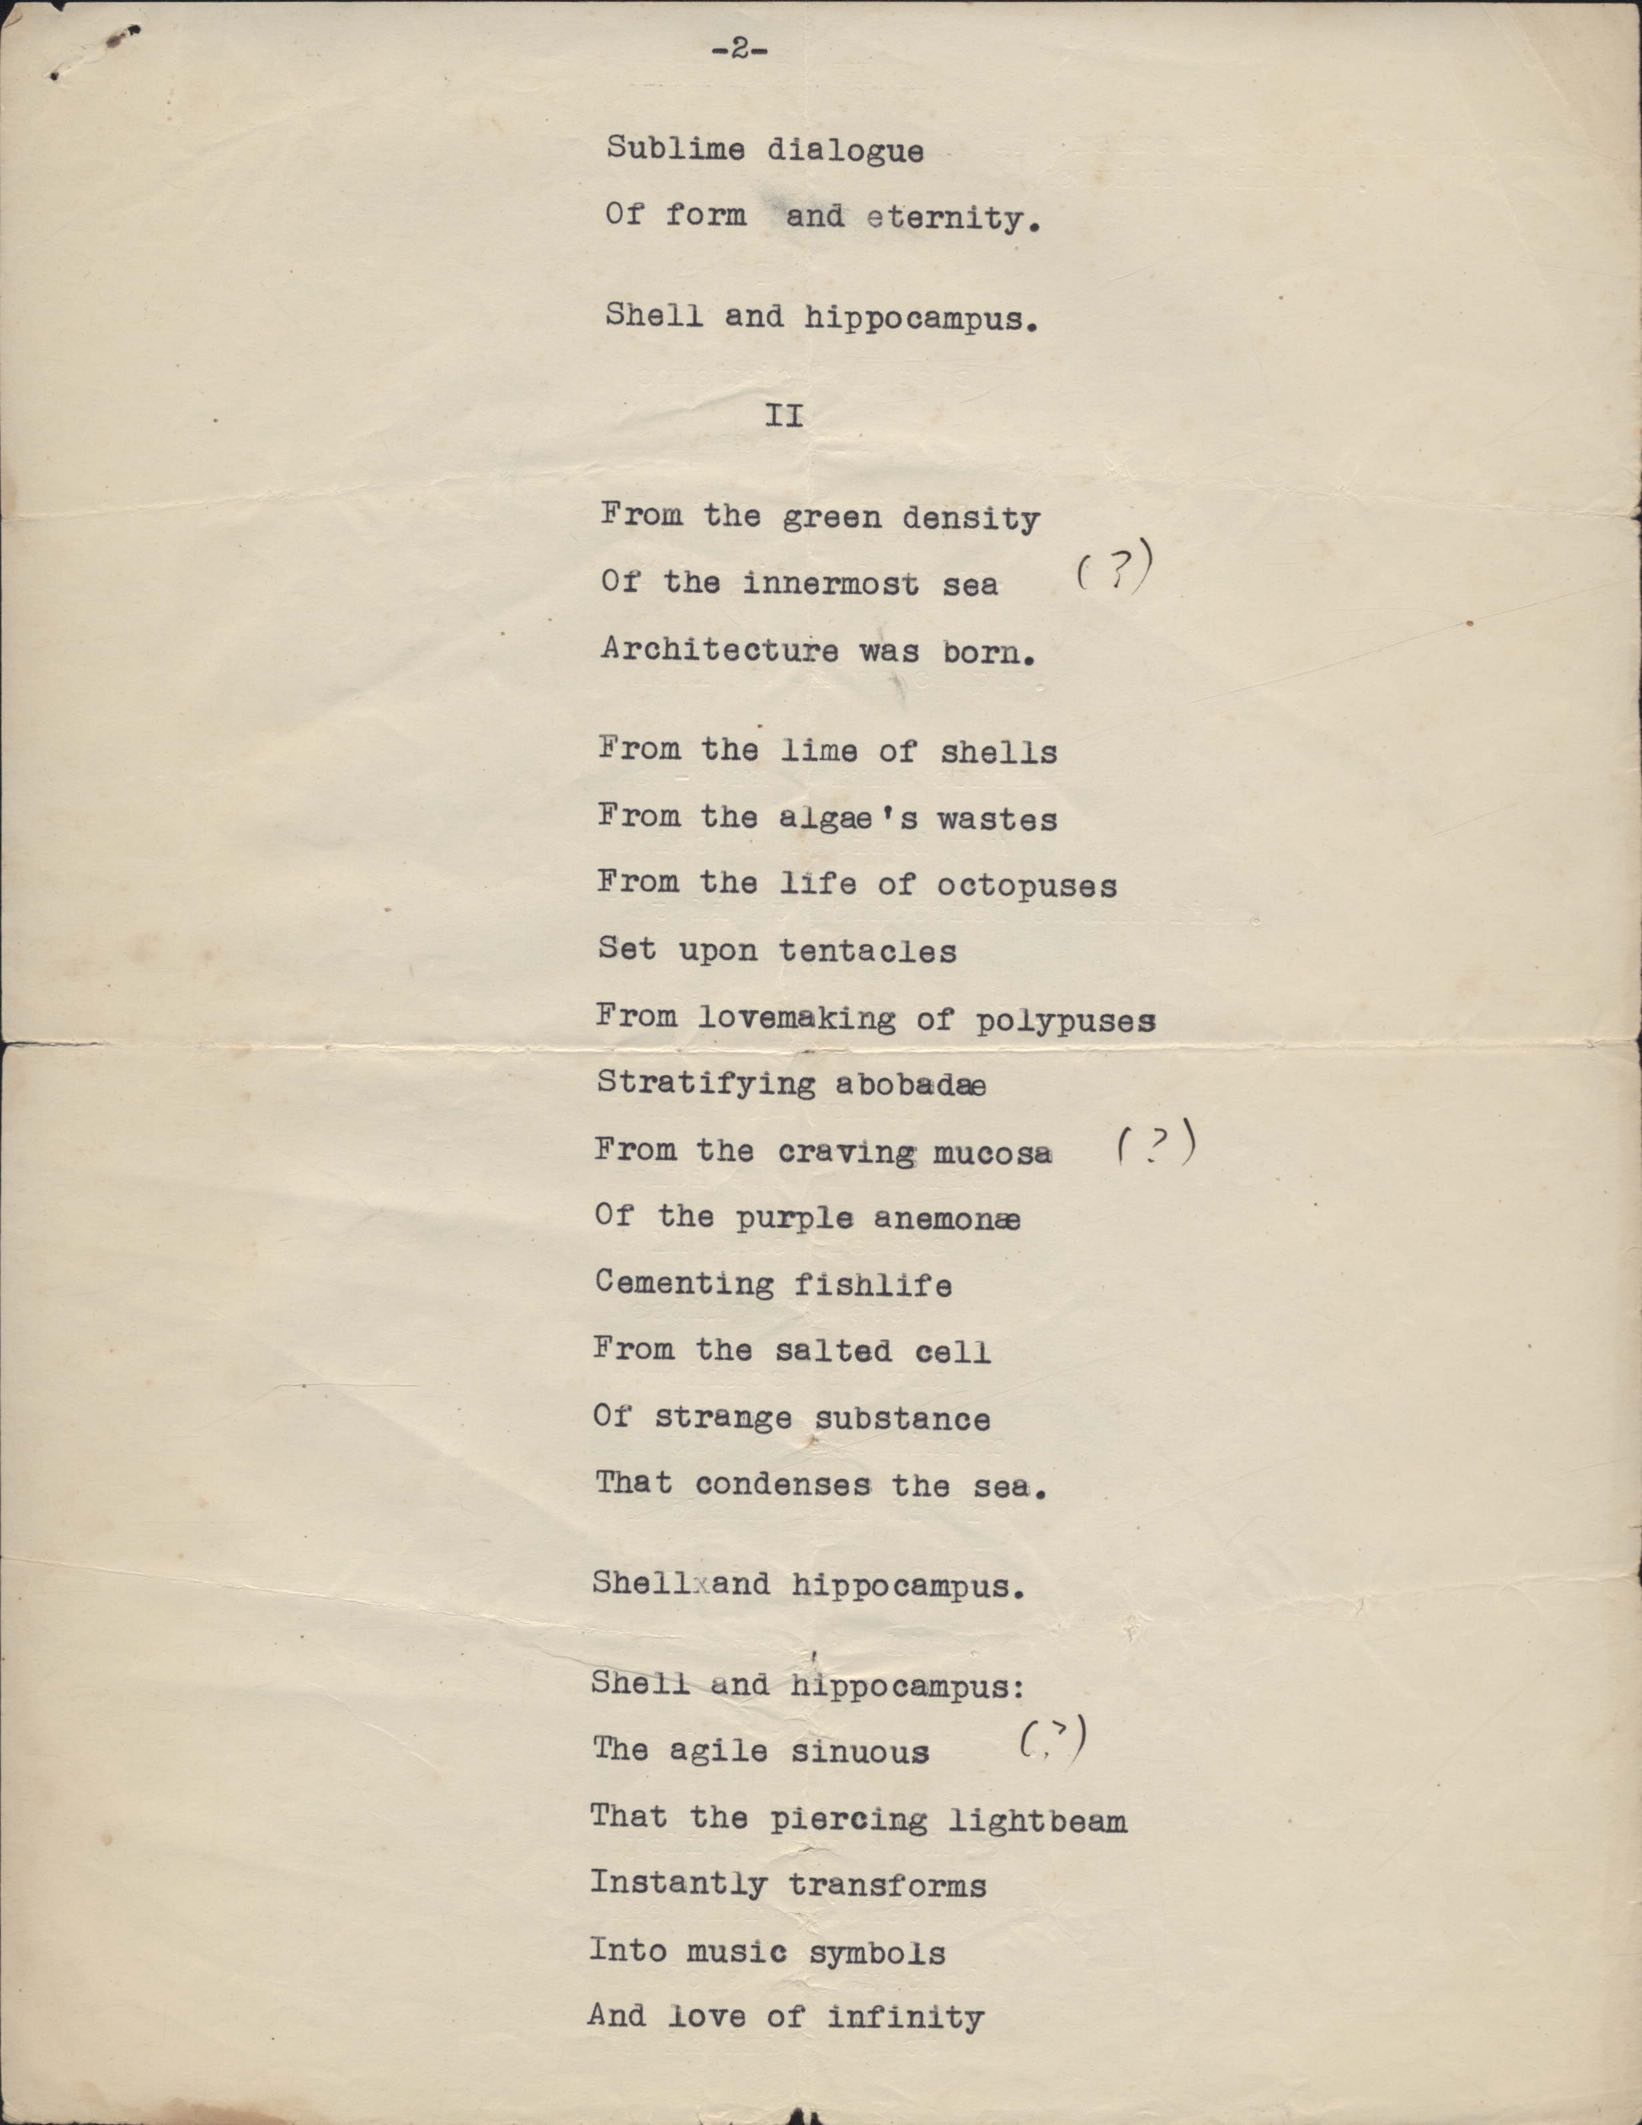 -2-
Sublime dialogue
Of form and eternity.
Shell and hippocampus.
II
From the green density
Of the innermost sea (?)
Architecture was born.
From the lime of shells
From the algae's wastes
From the life of octopuses
Set upon tentacles
From lovemaking of polypuses
Stratifying abobadæ
From the craving mucosa (?)
Of the purple anemonæ
Cementing fishlife
From the salted cell
Of strange substance
That condenses the sea.
Shellxand hippocampus.
Shell and hippocampus:
The agile sinuous (?)
That the piercing lightbeam
Instantly transforms
Into music symbols
And love of infinity